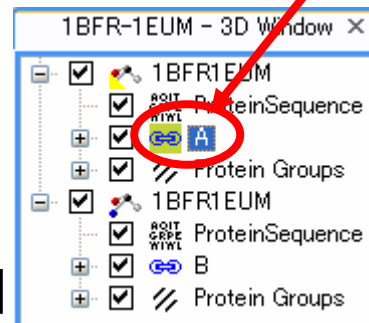 1BFR-1EUM - 3D Window ×
1BFR1EUM
ProteinSequence
A
Protein Groups
1BFR1EUM
ProteinSequence
B
Protein Groups